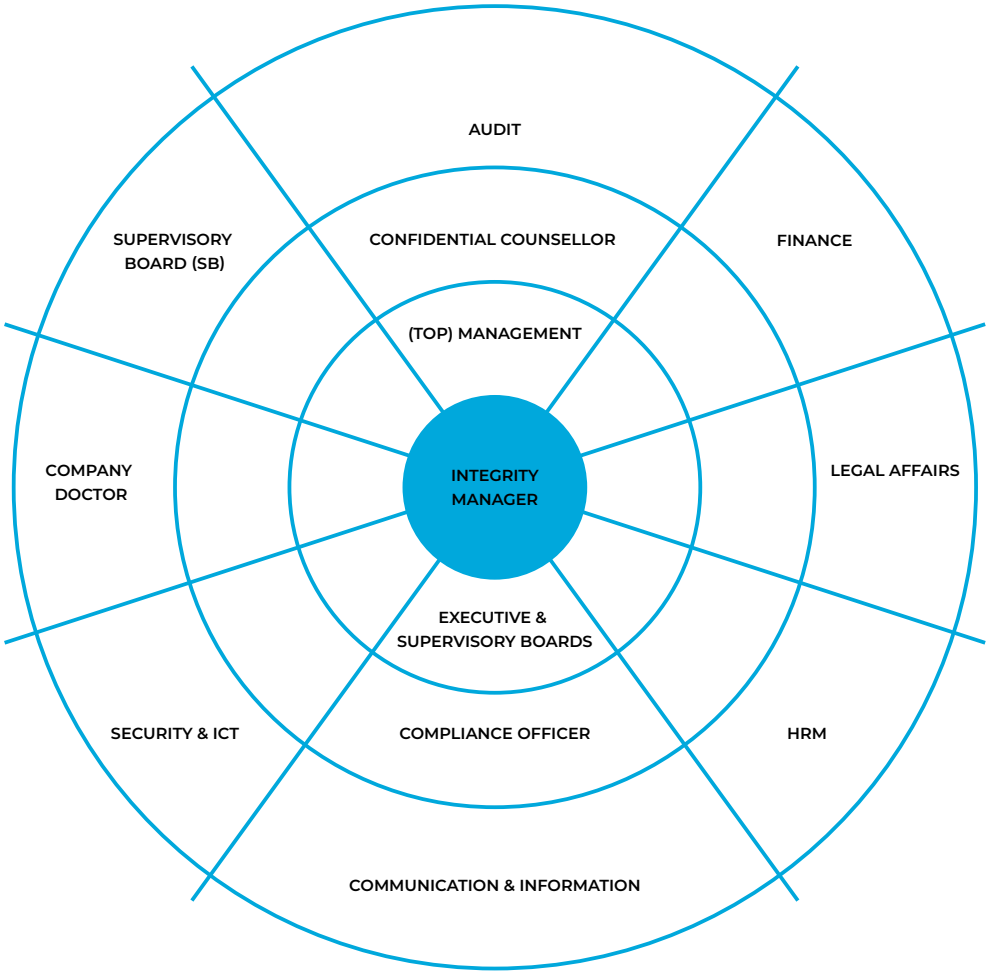 AUDIT
SUPERVISORY
BOARD (SB)
CONFIDENTIAL COUNSELLOR
FINANCE
(TOP) MANAGEMENT
COMPANY
DOCTOR
INTEGRITY
MANAGER
LEGAL AFFAIRS
EXECUTIVE &
SUPERVISORY BOARDS
SECURITY & ICT
COMPLIANCE OFFICER
HRM
COMMUNICATION & INFORMATION